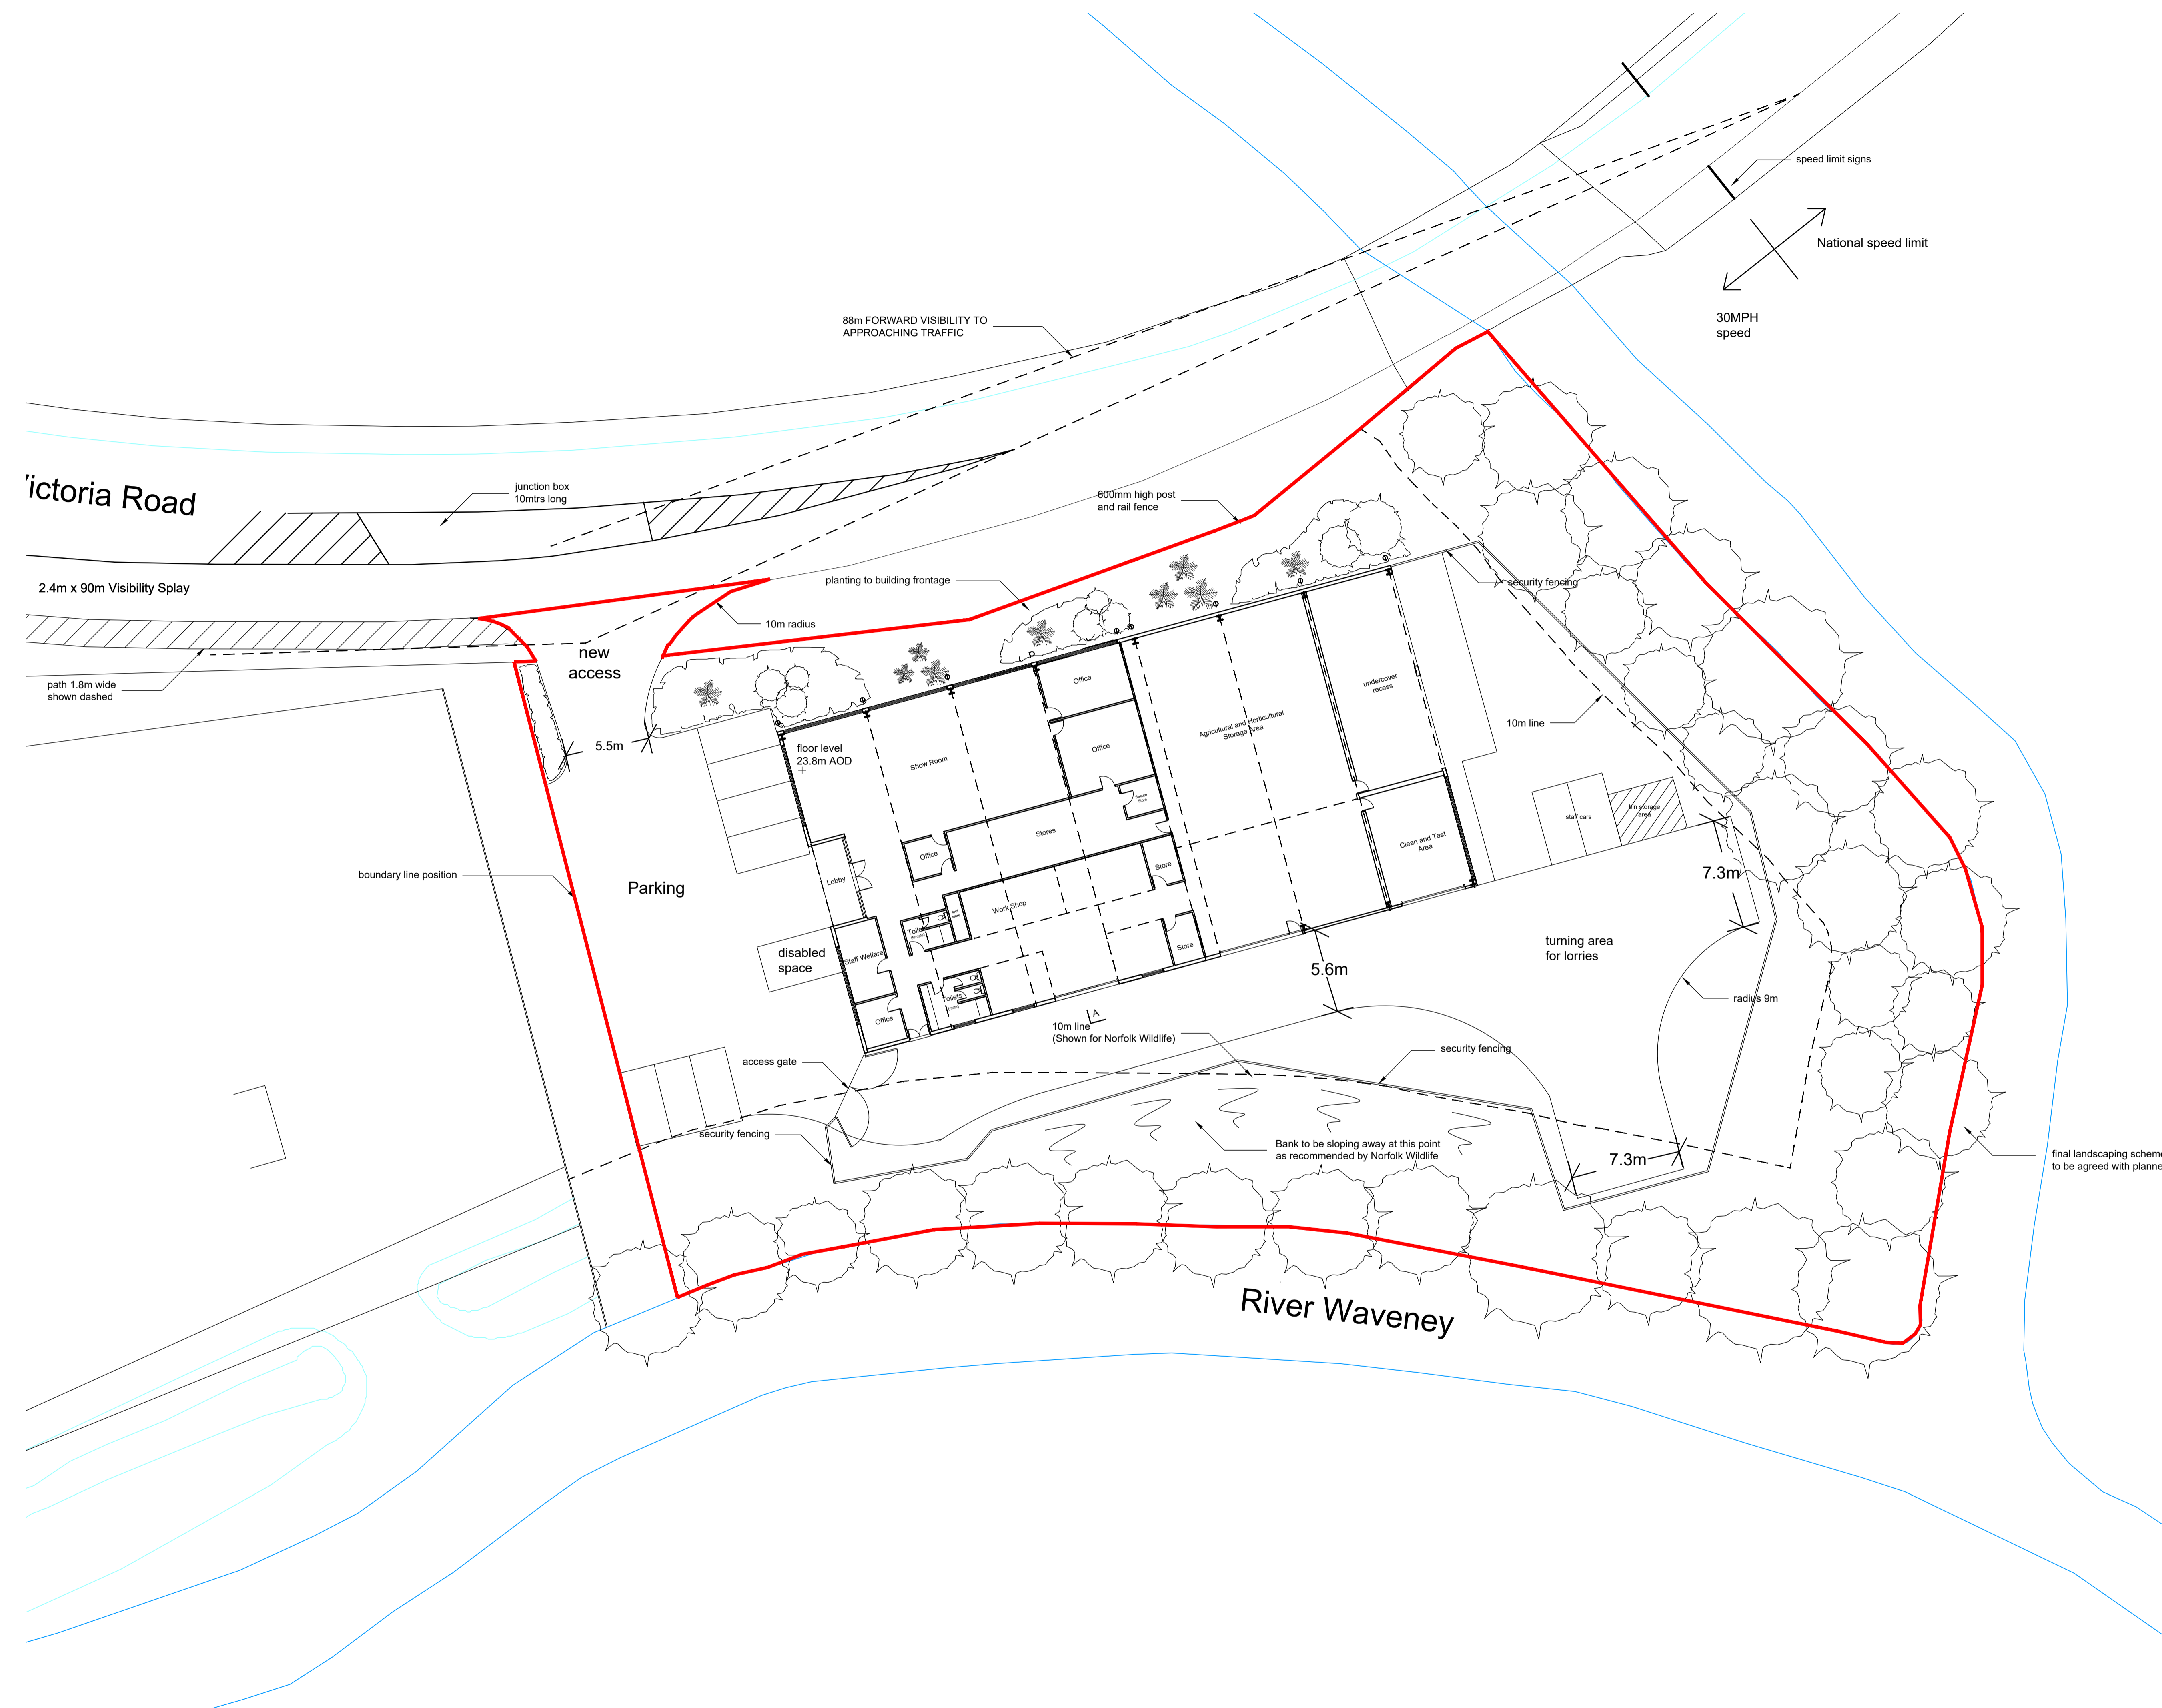 speed limit signs
National speed limit
30MPH
speed
88m FORWARD VISIBILITY TO
APPROACHING TRAFFIC
ictoria Road
junction box
10mtrs long
600mm high post
and rail fence
2.4m x 90m Visibility Splay
planting to building frontage
security fencing
10m radius
new
access
path 1.8m wide
shown dashed
5.5m
floor level
23.8m AOD
Show Room
Office
Office
Agricultural and Horticultural
Storage Area
undercover
recess
10m line
Secure
Store
staff cars
bin storage
area
Stores
Office
Clean and Test
Area
7.3m
boundary line position
Parking
Lobby
Store
Work Shop
Toilets
(female)
disabled
space
Staff Welfare
Store
turning area
for lorries
5.6m
radius 9m
Toilets
(male)
Office
A
10m line
(Shown for Norfolk Wildlife)
security fencing
access gate
security fencing
Bank to be sloping away at this point
as recommended by Norfolk Wildlife
7.3m
final landscaping scheme
to be agreed with planne
River Waveney